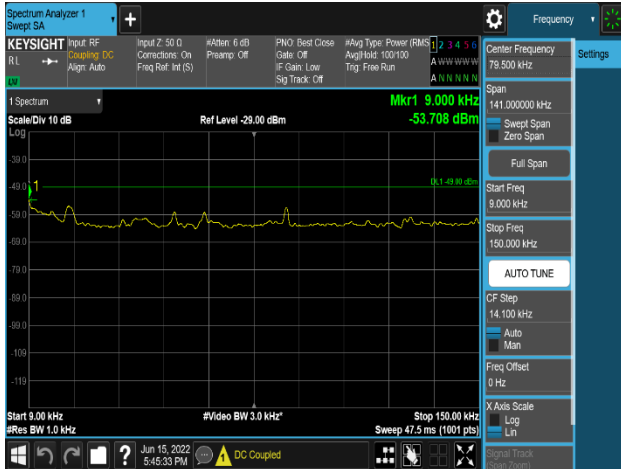 Spectrum Analyzer 1
Swept SA
Frequency
KEYSIGHT
R L
Input: RF
Coupling: DC
Align: Auto
Input Z: 50 Ω
Corrections: On
Freq Ref: Int (S)
#Atten: 6 dB
Preamp: Off
PNO: Best Close
Gate: Off
IF Gain: Low
Sig Track: Off
#Avg Type: Power (RMS
Avg|Hold: 100/100
Trig: Free Run
1 2 3 4 5 6
A W W W W W
A N N N N N
1 Spectrum
Scale/Div 10 dB
Log
Ref Level -29.00 dBm
Mkr1 9.000 kHz
-53.708 dBm
-39.0
-49.0
-59.0
-69.0
-79.0
-89.0
-99.0
-109
-119
1
DL1 -49.00 dBm
Start 9.00 kHz
#Res BW 1.0 kHz
#Video BW 3.0 kHz*
Stop 150.00 kHz
Sweep 47.5 ms (1001 pts)
Jun 15, 2022
5:45:33 PM
DC Coupled
Center Frequency
79.500 kHz
Span
141.000000 kHz
Swept Span
Zero Span
Full Span
Start Freq
9.000 kHz
Stop Freq
150.000 kHz
AUTO TUNE
CF Step
14.100 kHz
Auto
Man
Freq Offset
0 Hz
X Axis Scale
Log
Lin
Signal Track
(Span Zoom)
Settings